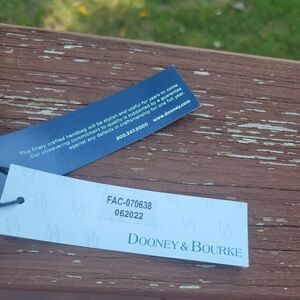 This finely crafted handbag will be stylish and useful for years to come.
Our unwavering commitment to quality is supported by a guarantee
against any defects in craftsmanship for one full year.
800.347.5000 www.dooney.com
FAC-070638
062022
DOONEY & BOURKE